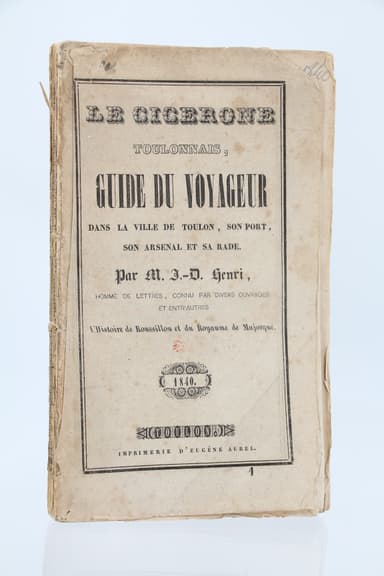 LE CICERONE
TOULONNAIS,
GUIDE DU VOYAGEUR
DANS LA VILLE DE TOULON, SON PORT,
SON ARSENAL ET SA RADE.
Par M. J.-D. Henri,
HOMME DE LETTRES, CONNU PAR DIVERS OUVRAGES
ET ENTR'AUTRES
L'Histoire de Roussillon et du Royaume de Majorque.
1840.
TOULON.
IMPRIMERIE D'EUGÈNE AUREL.
1